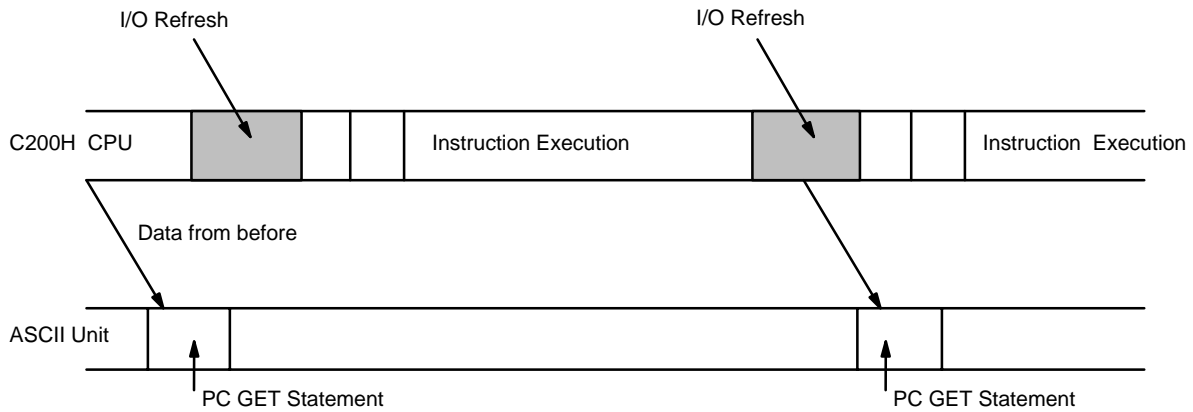 I/O Refresh
I/O Refresh
C200H CPU
Instruction Execution
Instruction Execution
Data from before
ASCII Unit
PC GET Statement
PC GET Statement